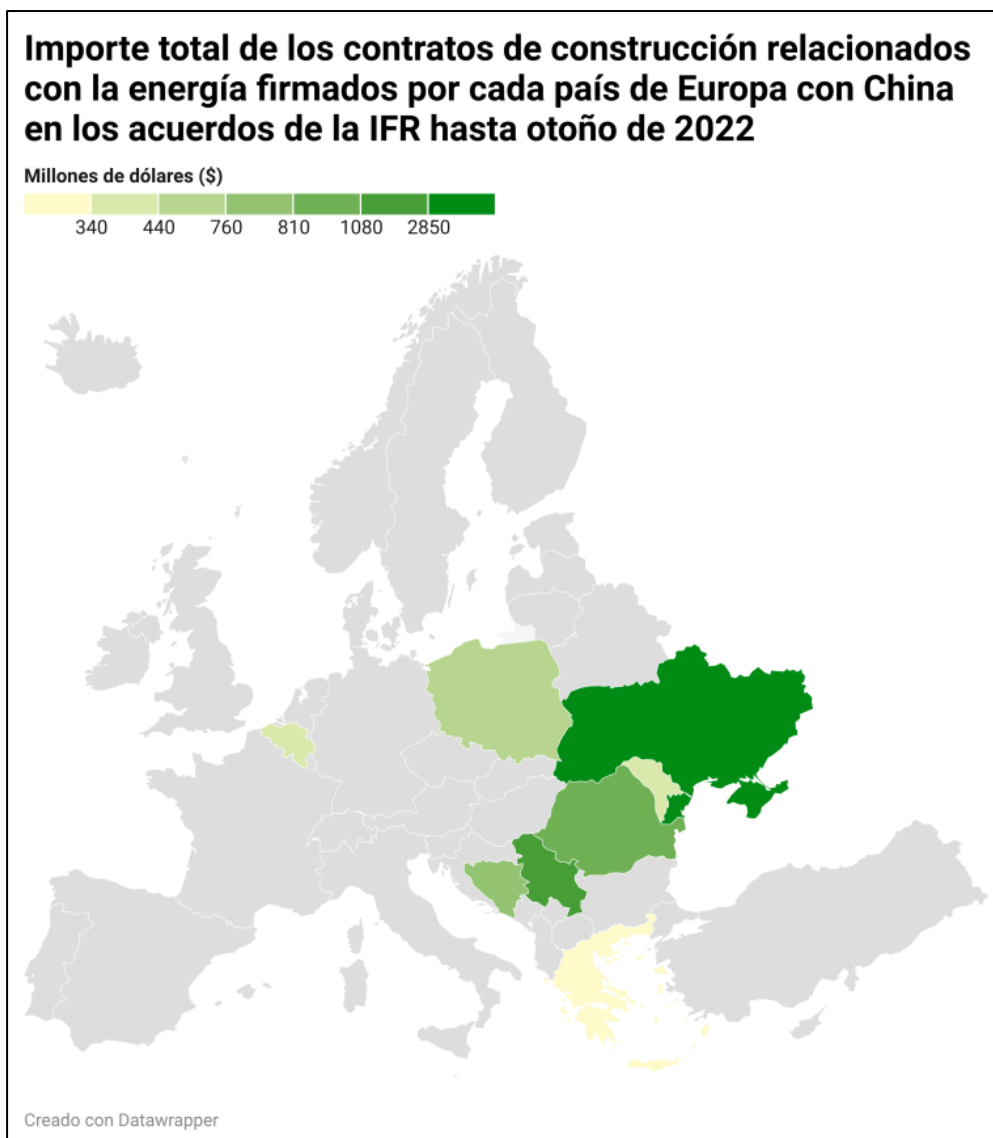 Importe total de los contratos de construcción relacionados
con la energía firmados por cada país de Europa con China
en los acuerdos de la IFR hasta otoño de 2022
Millones de dólares ($)
340 440 760 810 1080 2850
Creado con Datawrapper